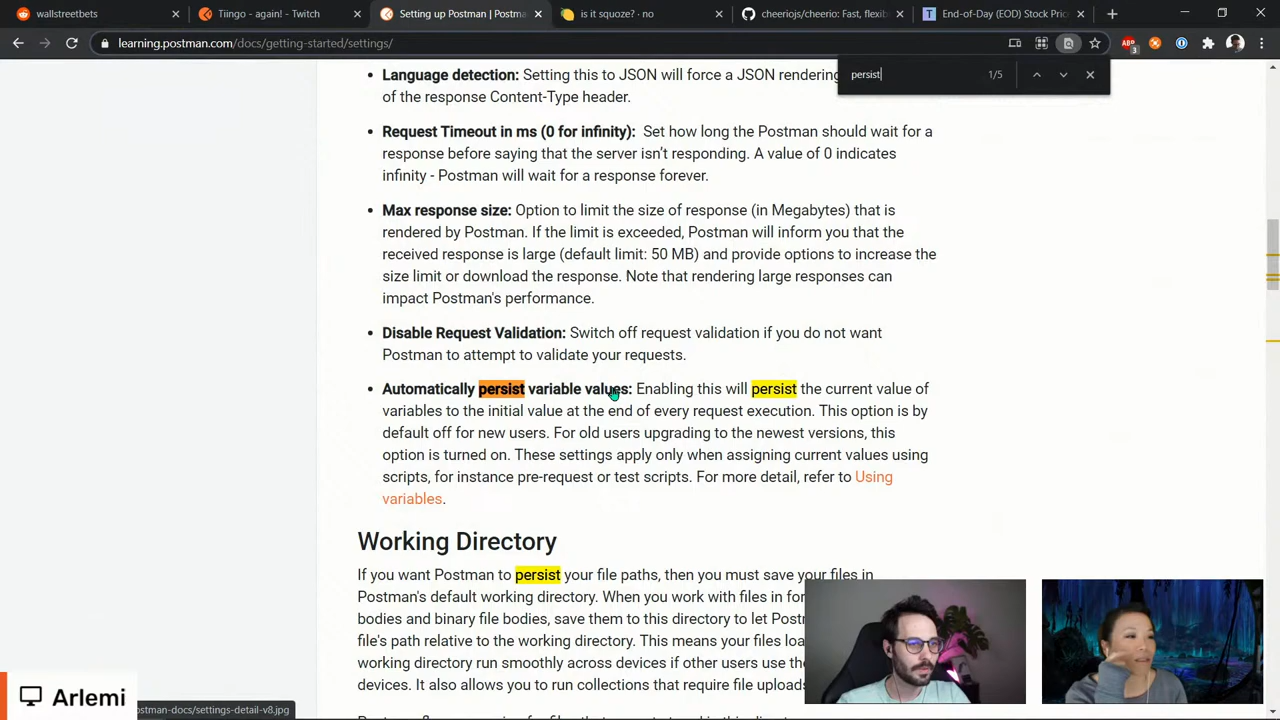 wallstreetbets
Tiingo - again! - Twitch
Setting up Postman | Postma
is it squoze? · no
cheeriojs/cheerio: Fast, flexib
End-of-Day (EOD) Stock Pric
learning.postman.com/docs/getting-started/settings/
ABP
3
persist
1/5
Language detection: Setting this to JSON will force a JSON rendering
of the response Content-Type header.
Request Timeout in ms (0 for infinity): Set how long the Postman should wait for a
response before saying that the server isn't responding. A value of 0 indicates
infinity - Postman will wait for a response forever.
Max response size: Option to limit the size of response (in Megabytes) that is
rendered by Postman. If the limit is exceeded, Postman will inform you that the
received response is large (default limit: 50 MB) and provide options to increase the
size limit or download the response. Note that rendering large responses can
impact Postman's performance.
Disable Request Validation: Switch off request validation if you do not want
Postman to attempt to validate your requests.
Automatically persist variable values: Enabling this will persist the current value of
variables to the initial value at the end of every request execution. This option is by
default off for new users. For old users upgrading to the newest versions, this
option is turned on. These settings apply only when assigning current values using
scripts, for instance pre-request or test scripts. For more detail, refer to Using
variables.
Working Directory
If you want Postman to persist your file paths, then you must save your files in
Postman's default working directory. When you work with files in for
bodies and binary file bodies, save them to this directory to let Postm
file's path relative to the working directory. This means your files loa
working directory run smoothly across devices if other users use the
devices. It also allows you to run collections that require file uploads
Arlemi
ostman-docs/settings-detail-v8.jpg